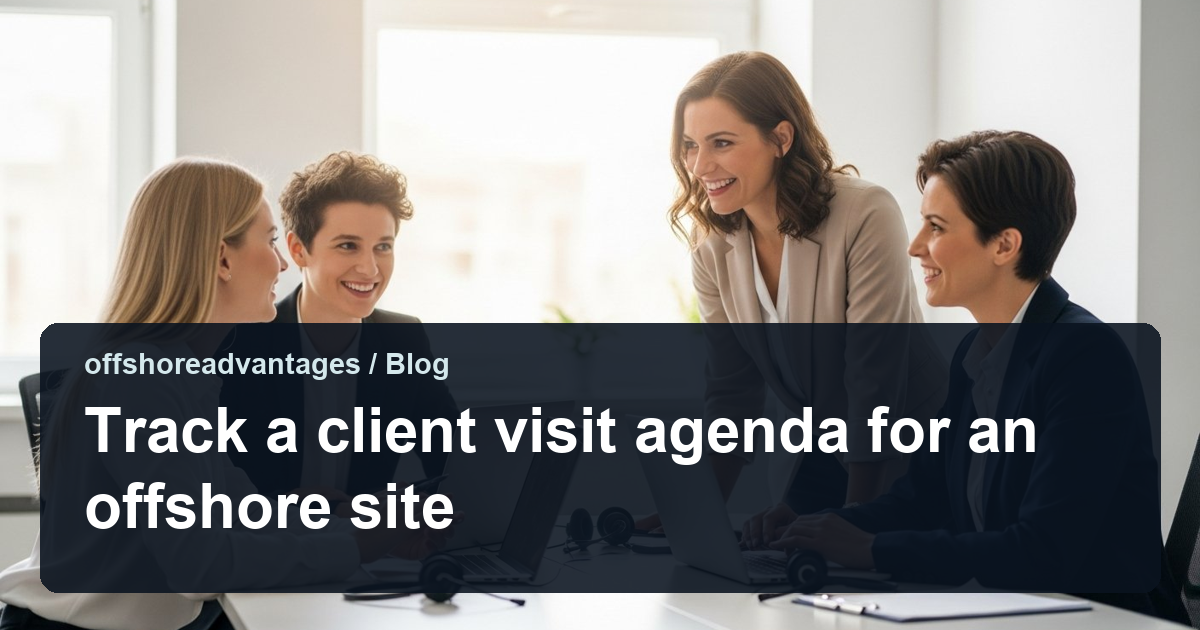 offshoreadvantages / Blog
Track a client visit agenda for an
offshore site